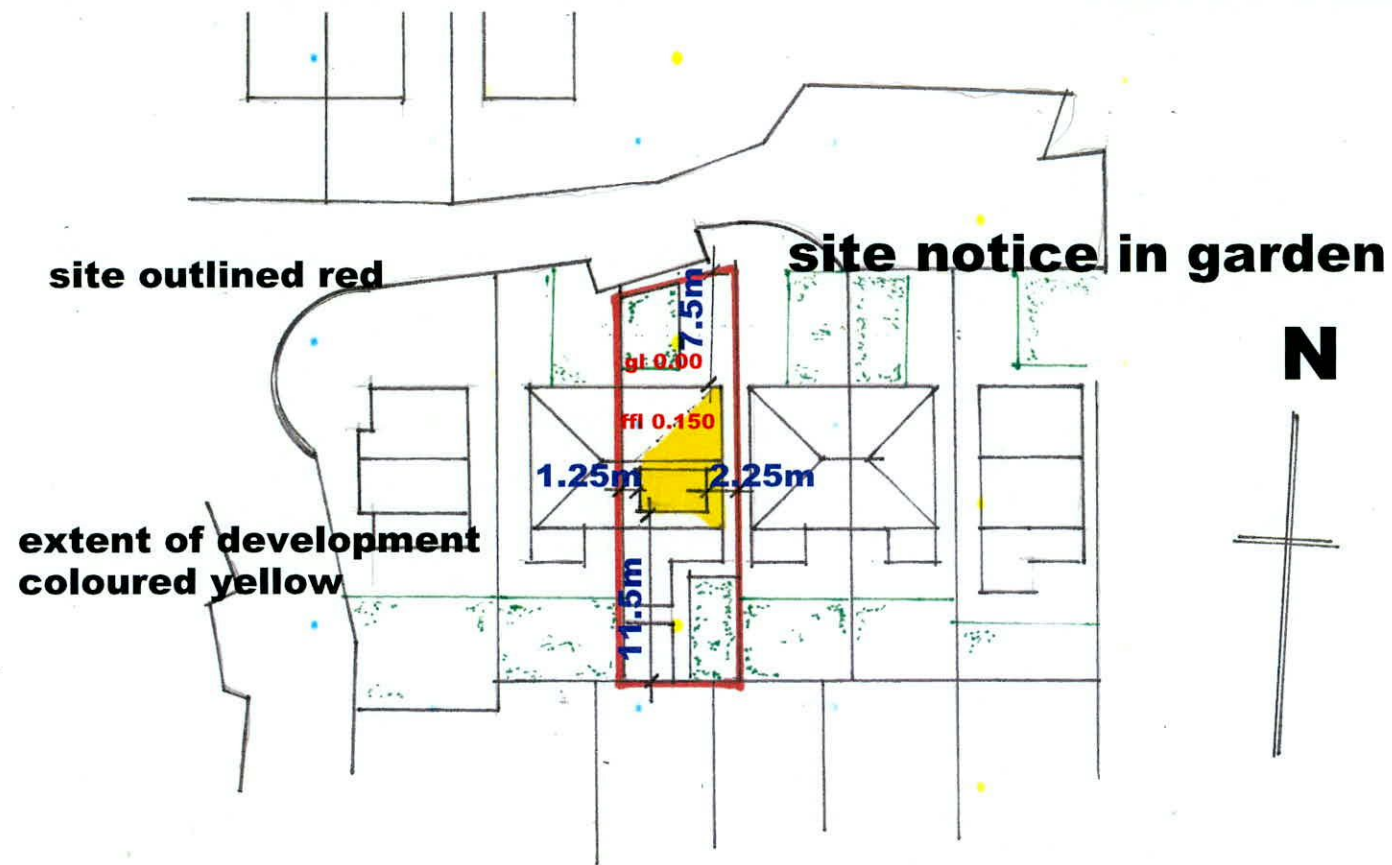 site notice in garden
site outlined red
N
7.5m
gl 0.00
ffl 0.150
1.25m
2.25m
extent of development
coloured yellow
11.5m